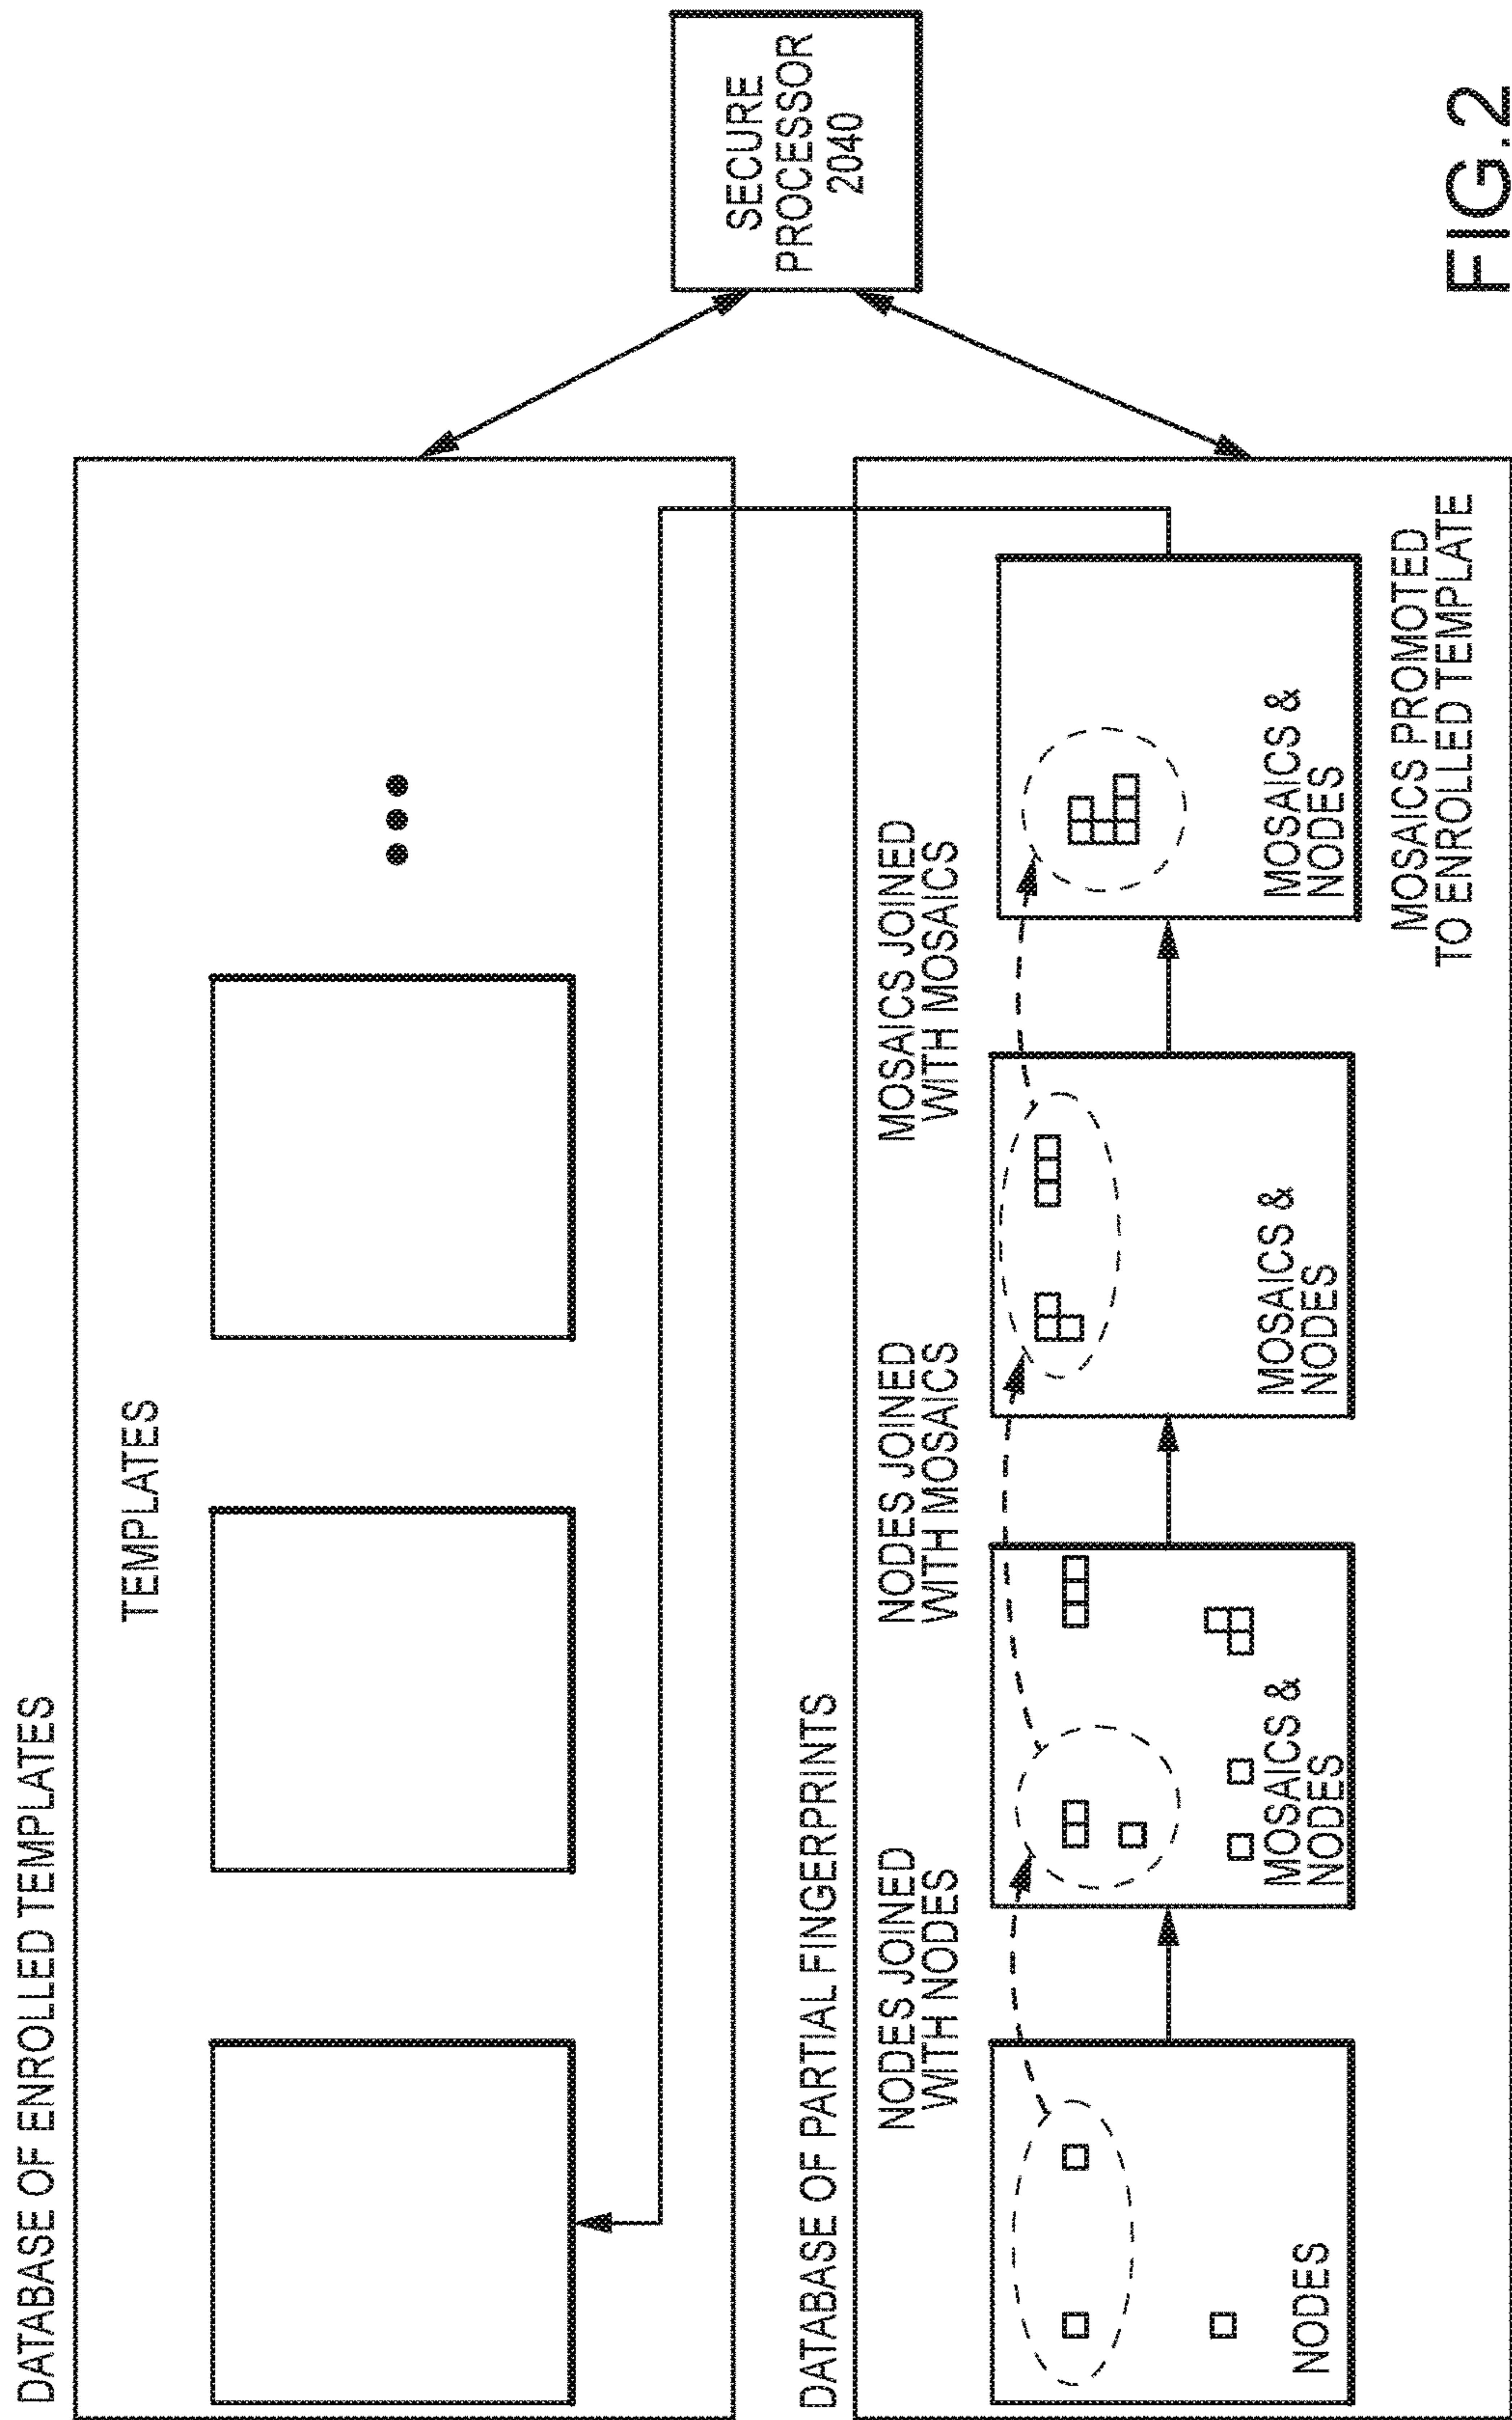 DATABASE OF ENROLLED TEMPLATES
TEMPLATES
SECURE
PROCESSOR
2040
DATABASE OF PARTIAL FINGERPRINTS
NODES JOINED
WITH NODES
NODES JOINED
WITH MOSAICS
MOSAICS JOINED
WITH MOSAICS
NODES
MOSAICS &
NODES
MOSAICS &
NODES
MOSAICS &
NODES
MOSAICS PROMOTED
TO ENROLLED TEMPLATE
FIG.2